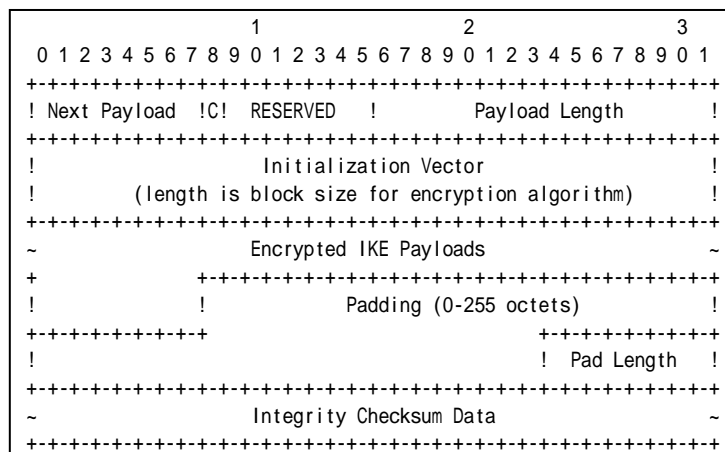 1                   2                   3
 0 1 2 3 4 5 6 7 8 9 0 1 2 3 4 5 6 7 8 9 0 1 2 3 4 5 6 7 8 9 0 1
+-+-+-+-+-+-+-+-+-+-+-+-+-+-+-+-+-+-+-+-+-+-+-+-+-+-+-+-+-+-+-+-+
! Next Payload  !C!  RESERVED   !         Payload Length        !
+-+-+-+-+-+-+-+-+-+-+-+-+-+-+-+-+-+-+-+-+-+-+-+-+-+-+-+-+-+-+-+-+
!                     Initialization Vector                     !
!         (length is block size for encryption algorithm)       !
+-+-+-+-+-+-+-+-+-+-+-+-+-+-+-+-+-+-+-+-+-+-+-+-+-+-+-+-+-+-+-+-+
~                    Encrypted IKE Payloads                     ~
+               +-+-+-+-+-+-+-+-+-+-+-+-+-+-+-+-+-+-+-+-+-+-+-+-+
!               !             Padding (0-255 octets)            !
+-+-+-+-+-+-+-+-+                               +-+-+-+-+-+-+-+-+
!                                               !  Pad Length   !
+-+-+-+-+-+-+-+-+-+-+-+-+-+-+-+-+-+-+-+-+-+-+-+-+-+-+-+-+-+-+-+-+
~                    Integrity Checksum Data                    ~
+-+-+-+-+-+-+-+-+-+-+-+-+-+-+-+-+-+-+-+-+-+-+-+-+-+-+-+-+-+-+-+-+